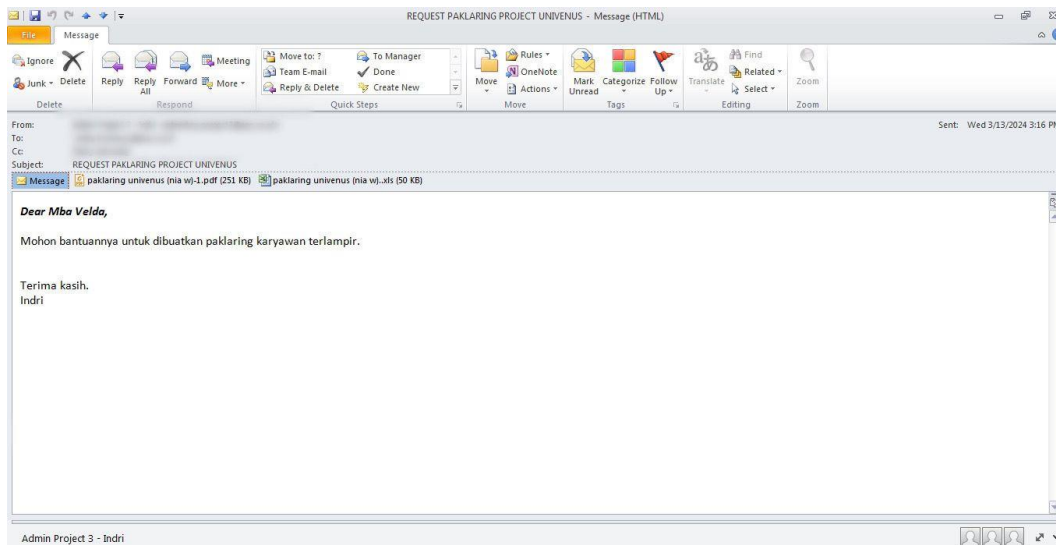 REQUEST PAKLARING PROJECT UNIVENUS - Message (HTML)
File Message
Ignore
Junk
Delete
Reply
Reply All
Forward
Meeting
More
Move to: ?
Team E-mail
Reply & Delete
To Manager
Done
Create New
Move
Rules
OneNote
Actions
Mark Unread
Categorize
Follow Up
Translate
Find
Related
Select
Zoom
Delete Respond Quick Steps Move Tags Editing Zoom
From:
Sent: Wed 3/13/2024 3:16 PM
To:
Cc:
Subject: REQUEST PAKLARING PROJECT UNIVENUS
Message paklaring univenus (nia w)-1.pdf (251 KB) paklaring univenus (nia w)..xls (50 KB)
Dear Mba Velda,
Mohon bantuannya untuk dibuatkan paklaring karyawan terlampir.
Terima kasih.
Indri
Admin Project 3 - Indri